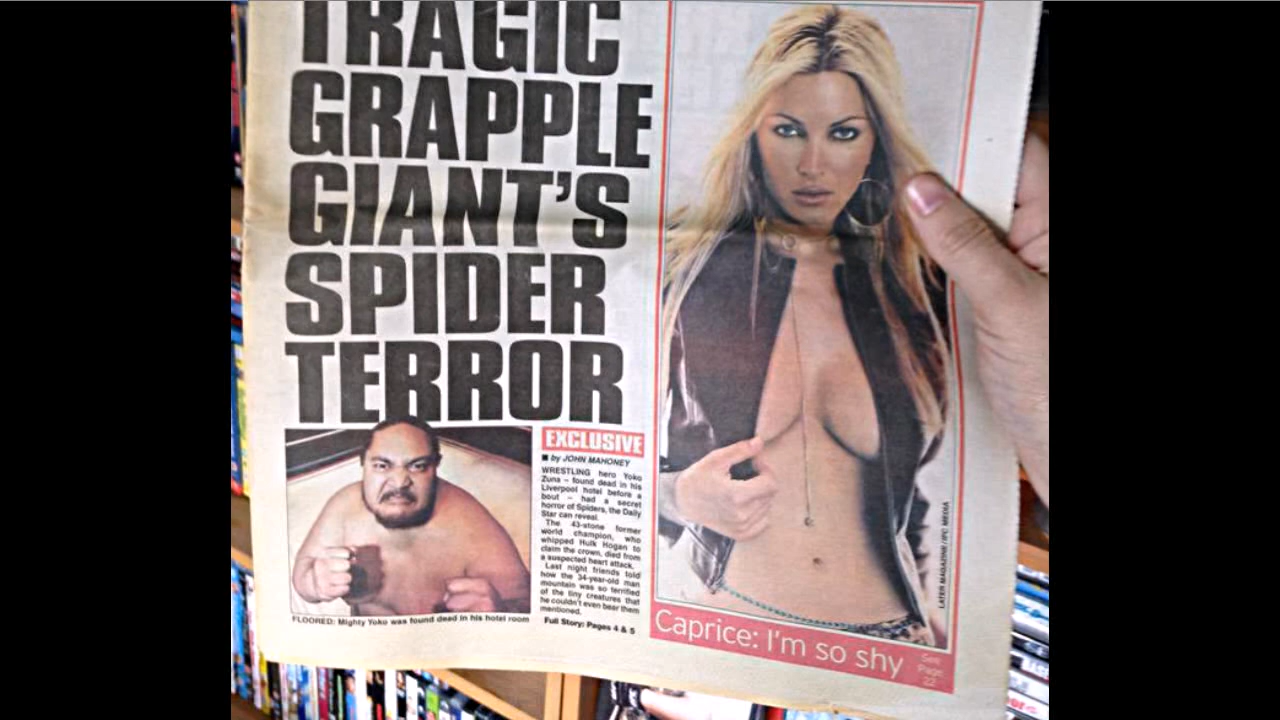 TRAGIC
GRAPPLE
GIANT'S
SPIDER
TERROR
EXCLUSIVE
■ by JOHN MAHONEY
WRESTLING hero Yoko
Zuna – found dead in his
Liverpool hotel before a
bout – had a secret
horror of Spiders, the Daily
Star can reveal.
The 43-stone former
world champion, who
whipped Hulk Hogan to
claim the crown, died from
a suspected heart attack.
Last night friends told
how the 34-year-old man
mountain was so terrified
of the tiny creatures that
he couldn't even bear them
mentioned.
Full Story: Pages 4 & 5
FLOORED: Mighty Yoko was found dead in his hotel room
LATER MAGAZINE / IPC MEDIA
Caprice: I'm so shy
See
Page
22